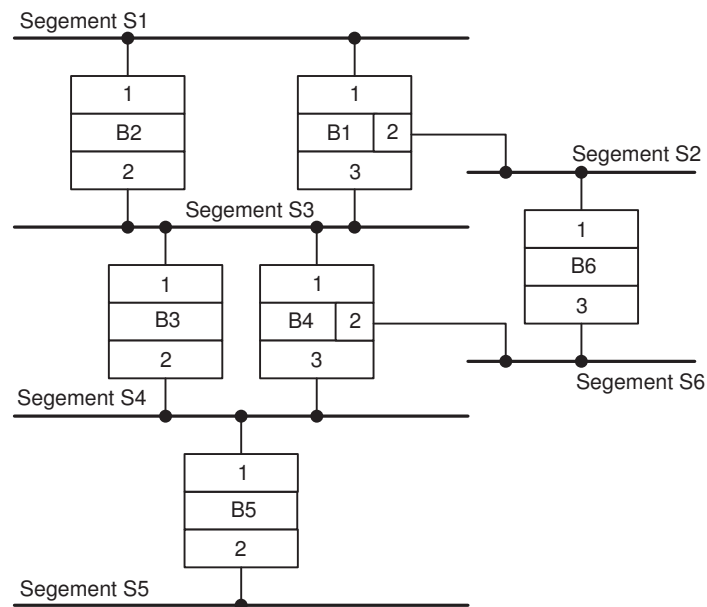 Segement S1
1
1
B2
B1
2
2
3
Segement S2
Segement S3
1
1
1
B6
B3
B4
2
3
2
3
Segement S6
Segement S4
1
B5
2
Segement S5